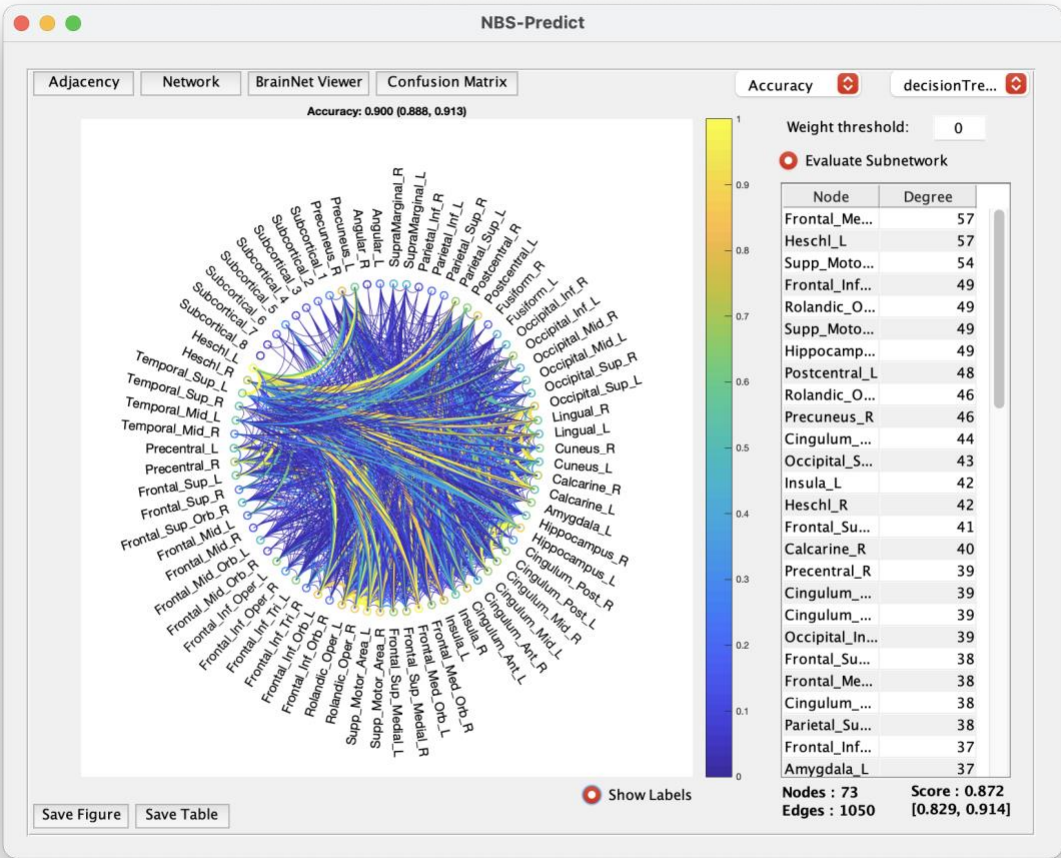 NBS-Predict
Adjacency Network BrainNet Viewer Confusion Matrix Accuracy decisionTre...
Accuracy: 0.900 (0.888, 0.913)
Weight threshold: 0
Evaluate Subnetwork
SupraMarginal_R
SupraMarginal_L
Parietal_Inf_R
Parietal_Inf_L
Parietal_Sup_R
Parietal_Sup_L
Postcentral_R
Postcentral_L
Fusiform_R
Fusiform_L
Occipital_Inf_R
Occipital_Inf_L
Occipital_Mid_R
Occipital_Mid_L
Occipital_Sup_R
Occipital_Sup_L
Lingual_R
Lingual_L
Cuneus_R
Cuneus_L
Calcarine_R
Calcarine_L
Amygdala_L
Hippocampus_R
Hippocampus_L
Cingulum_Post_R
Cingulum_Post_L
Cingulum_Mid_R
Cingulum_Mid_L
Cingulum_Ant_R
Cingulum_Ant_L
Insula_R
Insula_L
Frontal_Med_Orb_R
Frontal_Med_Orb_L
Frontal_Sup_Medial_R
Frontal_Sup_Medial_L
Supp_Motor_Area_R
Supp_Motor_Area_L
Rolandic_Oper_R
Rolandic_Oper_L
Frontal_Inf_Orb_R
Frontal_Inf_Orb_L
Frontal_Inf_Tri_R
Frontal_Inf_Tri_L
Frontal_Inf_Oper_R
Frontal_Inf_Oper_L
Frontal_Mid_Orb_R
Frontal_Mid_Orb_L
Frontal_Mid_R
Frontal_Mid_L
Frontal_Sup_Orb_R
Frontal_Sup_R
Frontal_Sup_L
Precentral_R
Precentral_L
Temporal_Mid_R
Temporal_Mid_L
Temporal_Sup_R
Temporal_Sup_L
Heschl_R
Heschl_L
Subcortical_8
Subcortical_7
Subcortical_6
Subcortical_5
Subcortical_4
Subcortical_3
Subcortical_2
Subcortical_1
Precuneus_R
Precuneus_L
Angular_R
Angular_L
1
0.9
0.8
0.7
0.6
0.5
0.4
0.3
0.2
0.1
0
Node Degree
Frontal_Me... 57
Heschl_L 57
Supp_Moto... 54
Frontal_Inf... 49
Rolandic_O... 49
Supp_Moto... 49
Hippocamp... 49
Postcentral_L 48
Rolandic_O... 46
Precuneus_R 46
Cingulum_... 44
Occipital_S... 43
Insula_L 42
Heschl_R 42
Frontal_Su... 41
Calcarine_R 40
Precentral_R 39
Cingulum_... 39
Cingulum_... 39
Occipital_In... 39
Frontal_Su... 38
Frontal_Me... 38
Cingulum_... 38
Parietal_Su... 38
Frontal_Inf... 37
Amygdala_L 37
Show Labels
Nodes : 73 Score : 0.872
Edges : 1050 [0.829, 0.914]
Save Figure Save Table